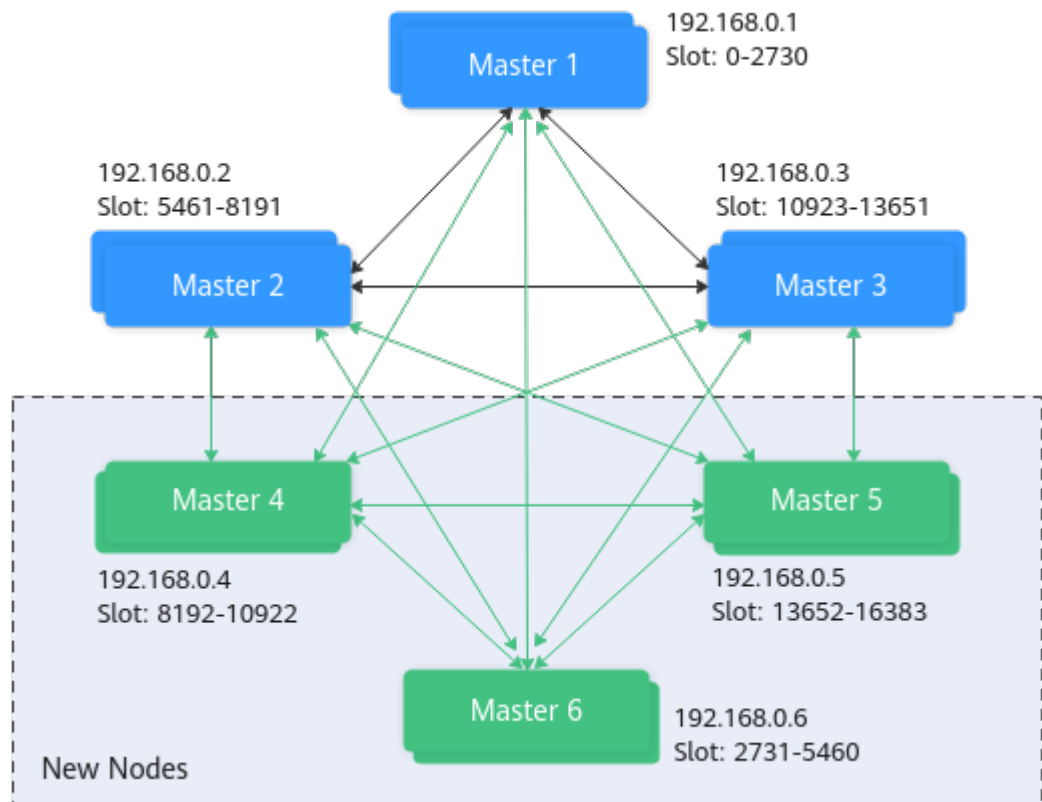 Master 1
192.168.0.1
Slot: 0-2730
192.168.0.2
Slot: 5461-8191
Master 2
192.168.0.3
Slot: 10923-13651
Master 3
Master 4
192.168.0.4
Slot: 8192-10922
Master 5
192.168.0.5
Slot: 13652-16383
Master 6
192.168.0.6
Slot: 2731-5460
New Nodes